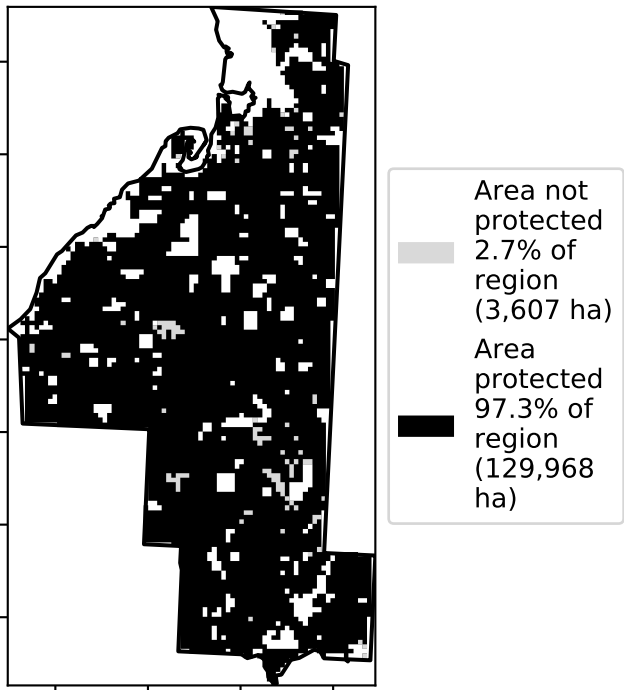 Area not
protected
2.7% of
region
(3,607 ha)
Area
protected
97.3% of
region
(129,968
ha)